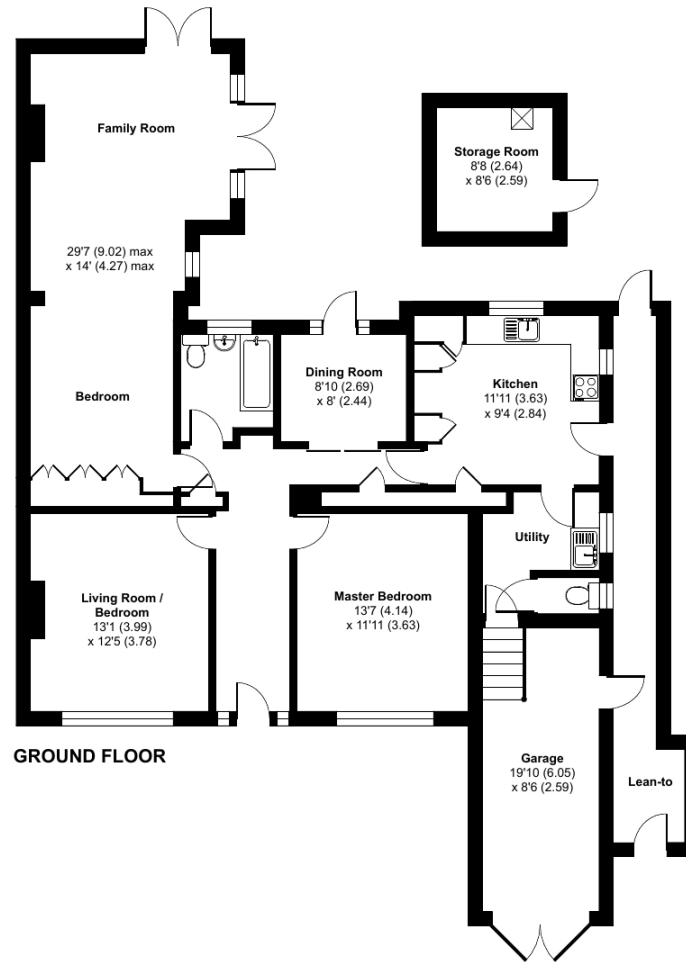 Family Room
29'7 (9.02) max
x 14' (4.27) max
Bedroom
Storage Room
8'8 (2.64)
x 8'6 (2.59)
Dining Room
8'10 (2.69)
x 8' (2.44)
Kitchen
11'11 (3.63)
x 9'4 (2.84)
Utility
Living Room /
Bedroom
13'1 (3.99)
x 12'5 (3.78)
Master Bedroom
13'7 (4.14)
x 11'11 (3.63)
GROUND FLOOR
Garage
19'10 (6.05)
x 8'6 (2.59)
Lean-to